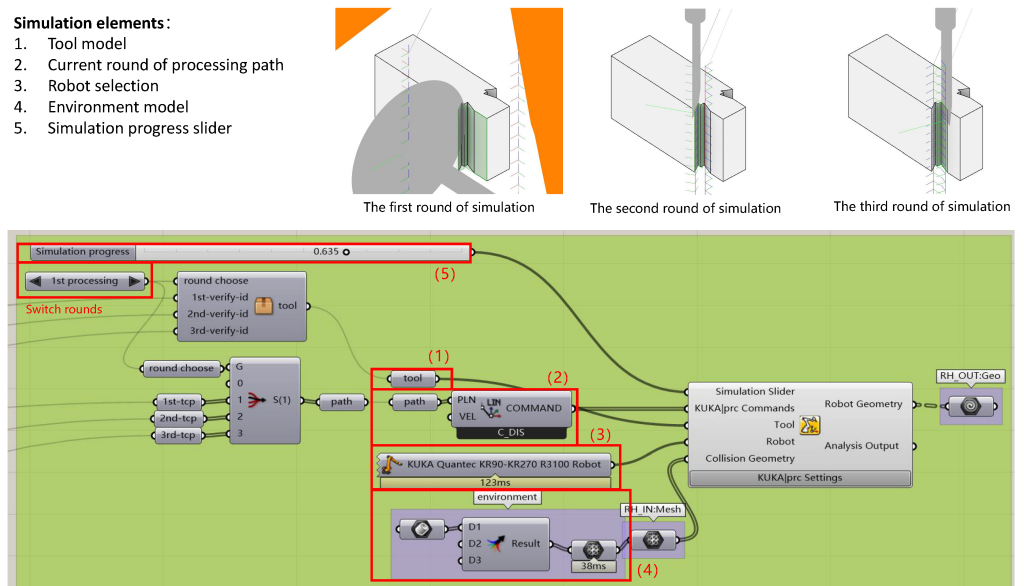 Simulation elements:
1. Tool model
2. Current round of processing path
3. Robot selection
4. Environment model
5. Simulation progress slider
The first round of simulation
The second round of simulation
The third round of simulation
Simulation progress
0.635
(5)
1st processing
Switch rounds
round choose
1st-verify-id
2nd-verify-id
3rd-verify-id
tool
round choose
G
0
1
2
3
S(1)
1st-tcp
2nd-tcp
3rd-tcp
path
(1)
tool
(2)
path
PLN
VEL
LIN
COMMAND
C_DIS
(3)
KUKA Quantec KR90-KR270 R3100 Robot
123ms
environment
D1
D2
D3
Result
38ms
(4)
RH_IN:Mesh
Simulation Slider
KUKA|prc Commands
Tool
Robot
Collision Geometry
Robot Geometry
Analysis Output
KUKA|prc Settings
RH_OUT:Geo